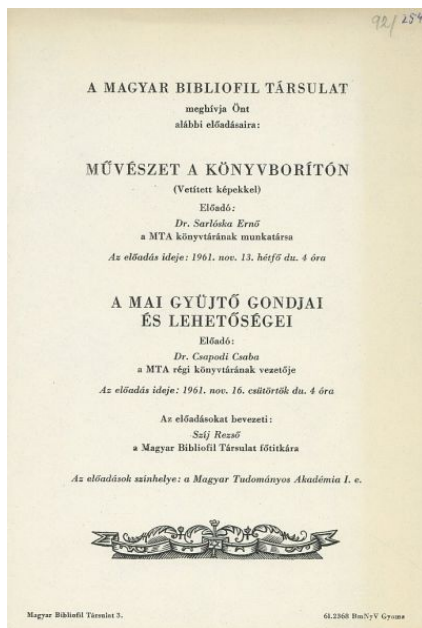 92/254
A MAGYAR BIBLIOFIL TÁRSULAT
meghívja Önt
alábbi előadásaira:
MŰVÉSZET A KÖNYVBORÍTÓN
(Vetített képekkel)
Előadó:
Dr. Sarlóska Ernő
a MTA könyvtárának munkatársa
Az előadás ideje: 1961. nov. 13. hétfő du. 4 óra
A MAI GYÜJTŐ GONDJAI
ÉS LEHETŐSÉGEI
Előadó:
Dr. Csapodi Csaba
a MTA régi könyvtárának vezetője
Az előadás ideje: 1961. nov. 16. csütörtök du. 4 óra
Az előadásokat bevezeti:
Szíj Rezső
a Magyar Bibliofil Társulat főtitkára
Az előadások színhelye: a Magyar Tudományos Akadémia I. e.
Magyar Bibliofil Társulat 3.
61.2368 BmNyV Gyoma